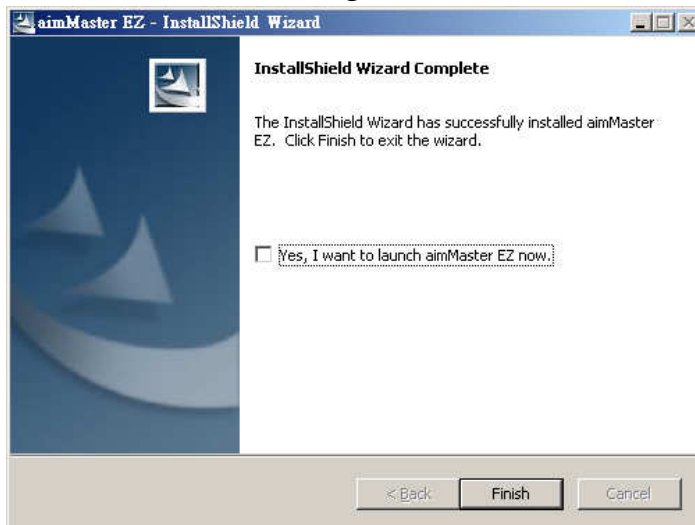 aimMaster EZ - InstallShield Wizard
InstallShield Wizard Complete
The InstallShield Wizard has successfully installed aimMaster
EZ. Click Finish to exit the wizard.
Yes, I want to launch aimMaster EZ now.
< Back
Finish
Cancel